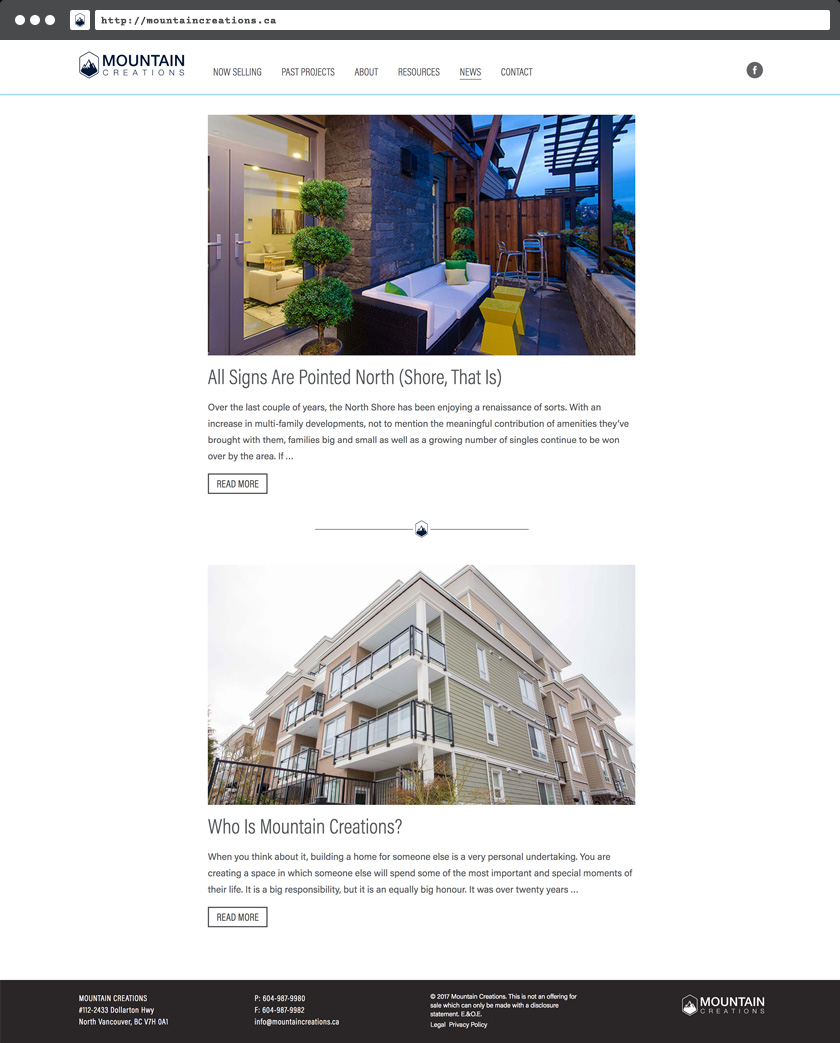 http://mountaincreations.ca
MOUNTAIN
CREATIONS
NOW SELLING PAST PROJECTS ABOUT RESOURCES NEWS CONTACT
f
All Signs Are Pointed North (Shore, That Is)
Over the last couple of years, the North Shore has been enjoying a renaissance of sorts. With an
increase in multi-family developments, not to mention the meaningful contribution of amenities they’ve
brought with them, families big and small as well as a growing number of singles continue to be won
over by the area. If …
READ MORE
Who Is Mountain Creations?
When you think about it, building a home for someone else is a very personal undertaking. You are
creating a space in which someone else will spend some of the most important and special moments of
their life. It is a big responsibility, but it is an equally big honour. It was over twenty years …
READ MORE
MOUNTAIN CREATIONS
#112-2433 Dollarton Hwy
North Vancouver, BC V7H 0A1
P: 604-987-9980
F: 604-987-9982
info@mountaincreations.ca
© 2017 Mountain Creations. This is not an offering for
sale which can only be made with a disclosure
statement. E.&O.E.
Legal Privacy Policy
MOUNTAIN
CREATIONS